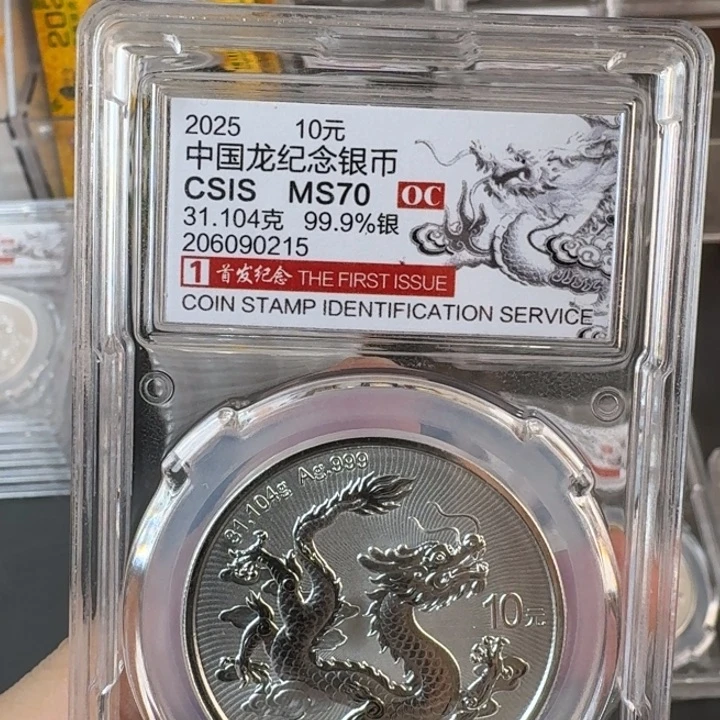 2025 10元
中国龙纪念银币
CSIS MS70 OC
31.104克 99.9%银
206090215
1 首发纪念 THE FIRST ISSUE
COIN STAMP IDENTIFICATION SERVICE
31.104g Ag.999
10元
202